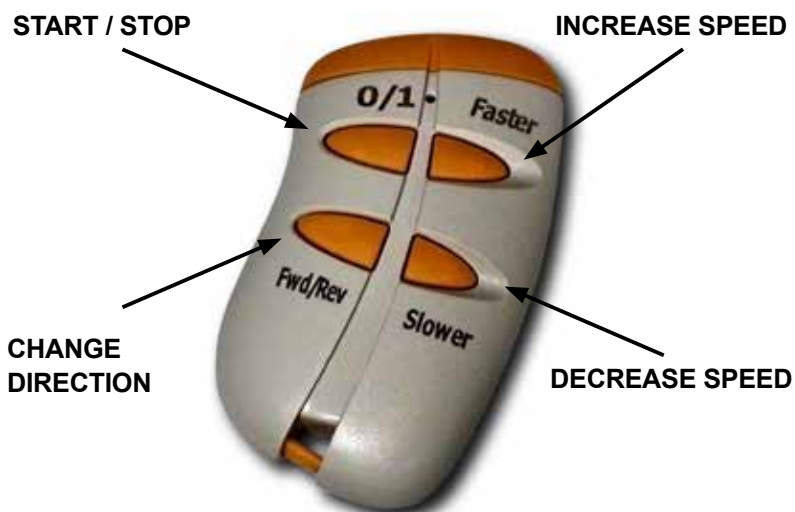 START / STOP
INCREASE SPEED
0/1
Faster
Fwd/Rev
Slower
CHANGE
DIRECTION
DECREASE SPEED